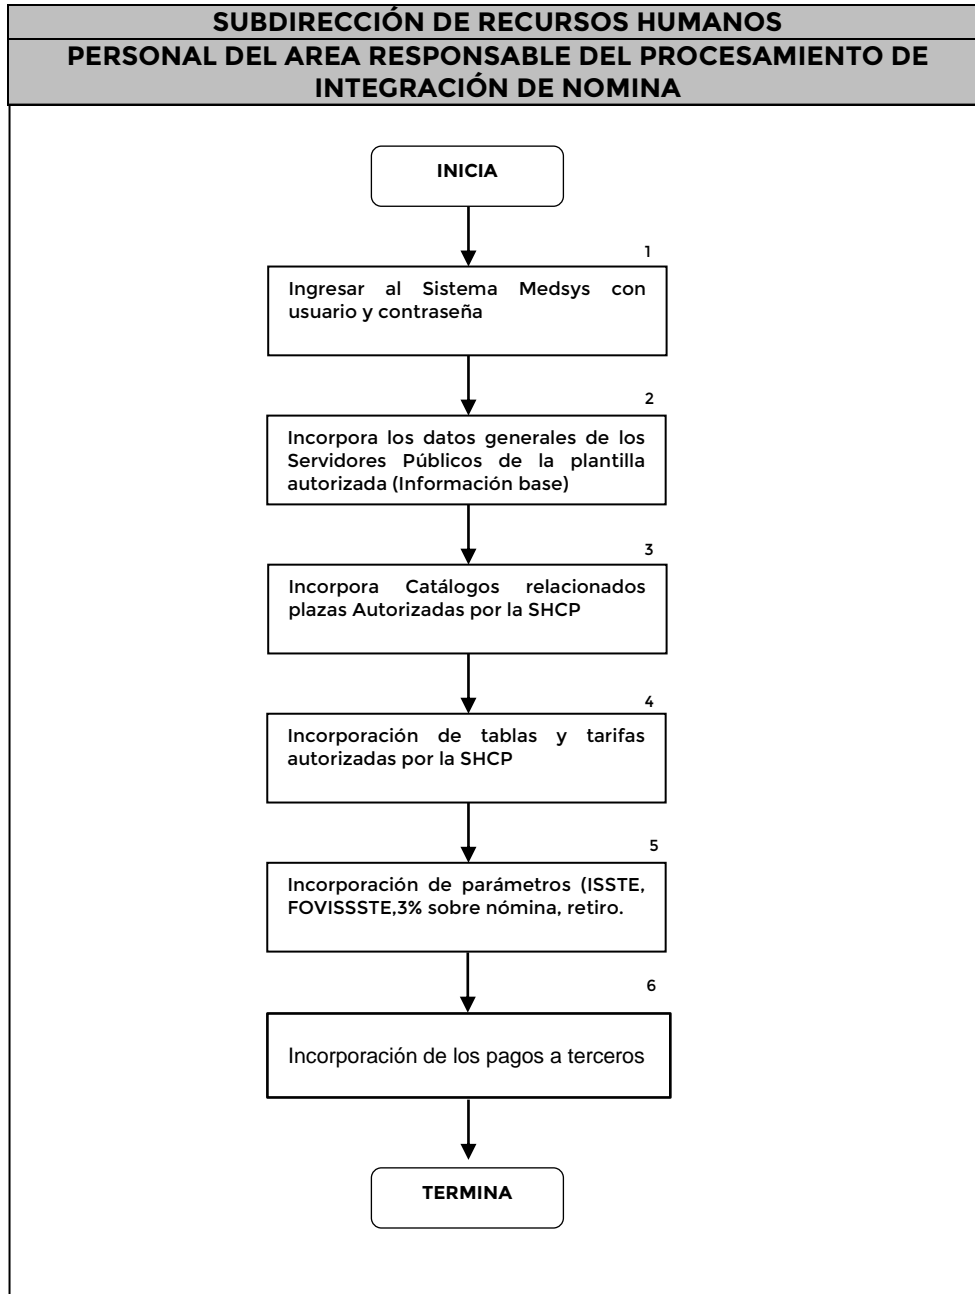 SUBDIRECCIÓN DE RECURSOS HUMANOS
PERSONAL DEL AREA RESPONSABLE DEL PROCESAMIENTO DE
INTEGRACIÓN DE NOMINA
INICIA
1
Ingresar al Sistema Medsys con
usuario y contraseña
2
Incorpora los datos generales de los
Servidores Públicos de la plantilla
autorizada (Información base)
3
Incorpora Catálogos relacionados
plazas Autorizadas por la SHCP
4
Incorporación de tablas y tarifas
autorizadas por la SHCP
5
Incorporación de parámetros (ISSTE,
FOVISSSTE,3% sobre nómina, retiro.
6
Incorporación de los pagos a terceros
TERMINA